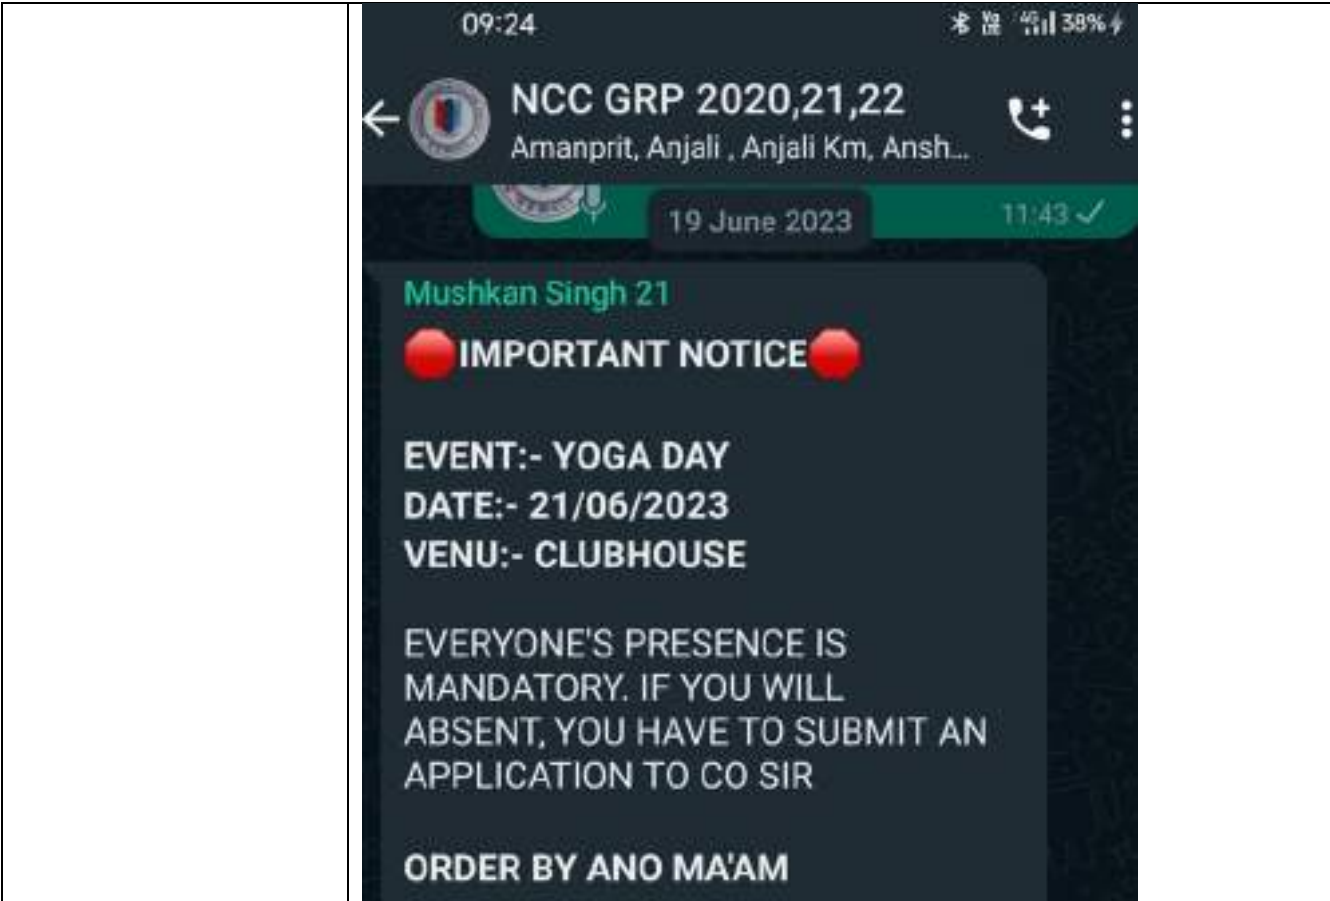 09:24 4G 38%
NCC GRP 2020,21,22
Amanprit, Anjali , Anjali Km, Ansh...
19 June 2023
11:43
Mushkan Singh 21
🛑IMPORTANT NOTICE🛑
EVENT:- YOGA DAY
DATE:- 21/06/2023
VENU:- CLUBHOUSE
EVERYONE'S PRESENCE IS
MANDATORY. IF YOU WILL
ABSENT, YOU HAVE TO SUBMIT AN
APPLICATION TO CO SIR
ORDER BY ANO MA'AM